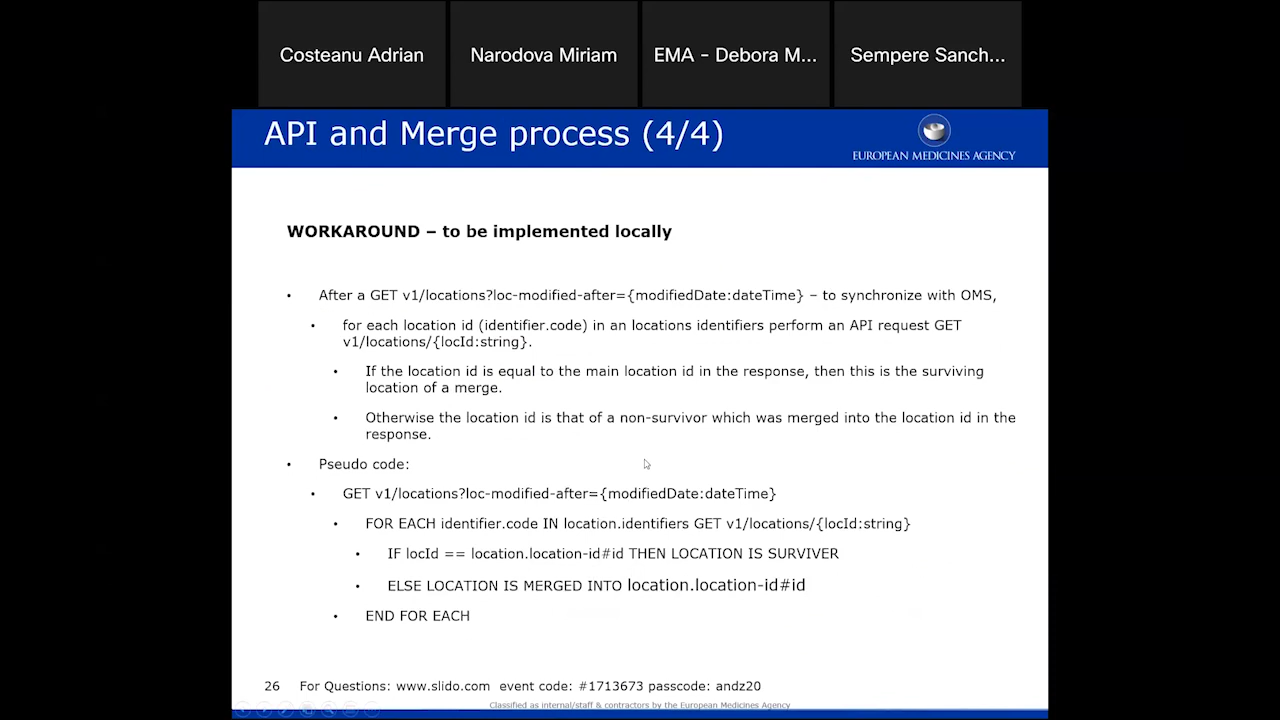 Costeanu Adrian
Narodova Miriam
EMA - Debora M...
Sempere Sanch...
API and Merge process (4/4)
EUROPEAN MEDICINES AGENCY
WORKAROUND – to be implemented locally
• After a GET v1/locations?loc-modified-after={modifiedDate:dateTime} – to synchronize with OMS,
• for each location id (identifier.code) in an locations identifiers perform an API request GET
v1/locations/{locId:string}.
• If the location id is equal to the main location id in the response, then this is the surviving
location of a merge.
• Otherwise the location id is that of a non-survivor which was merged into the location id in the
response.
• Pseudo code:
• GET v1/locations?loc-modified-after={modifiedDate:dateTime}
• FOR EACH identifier.code IN location.identifiers GET v1/locations/{locId:string}
• IF locId == location.location-id#id THEN LOCATION IS SURVIVER
• ELSE LOCATION IS MERGED INTO location.location-id#id
• END FOR EACH
26 For Questions: www.slido.com event code: #1713673 passcode: andz20
Classified as internal/staff & contractors by the European Medicines Agency